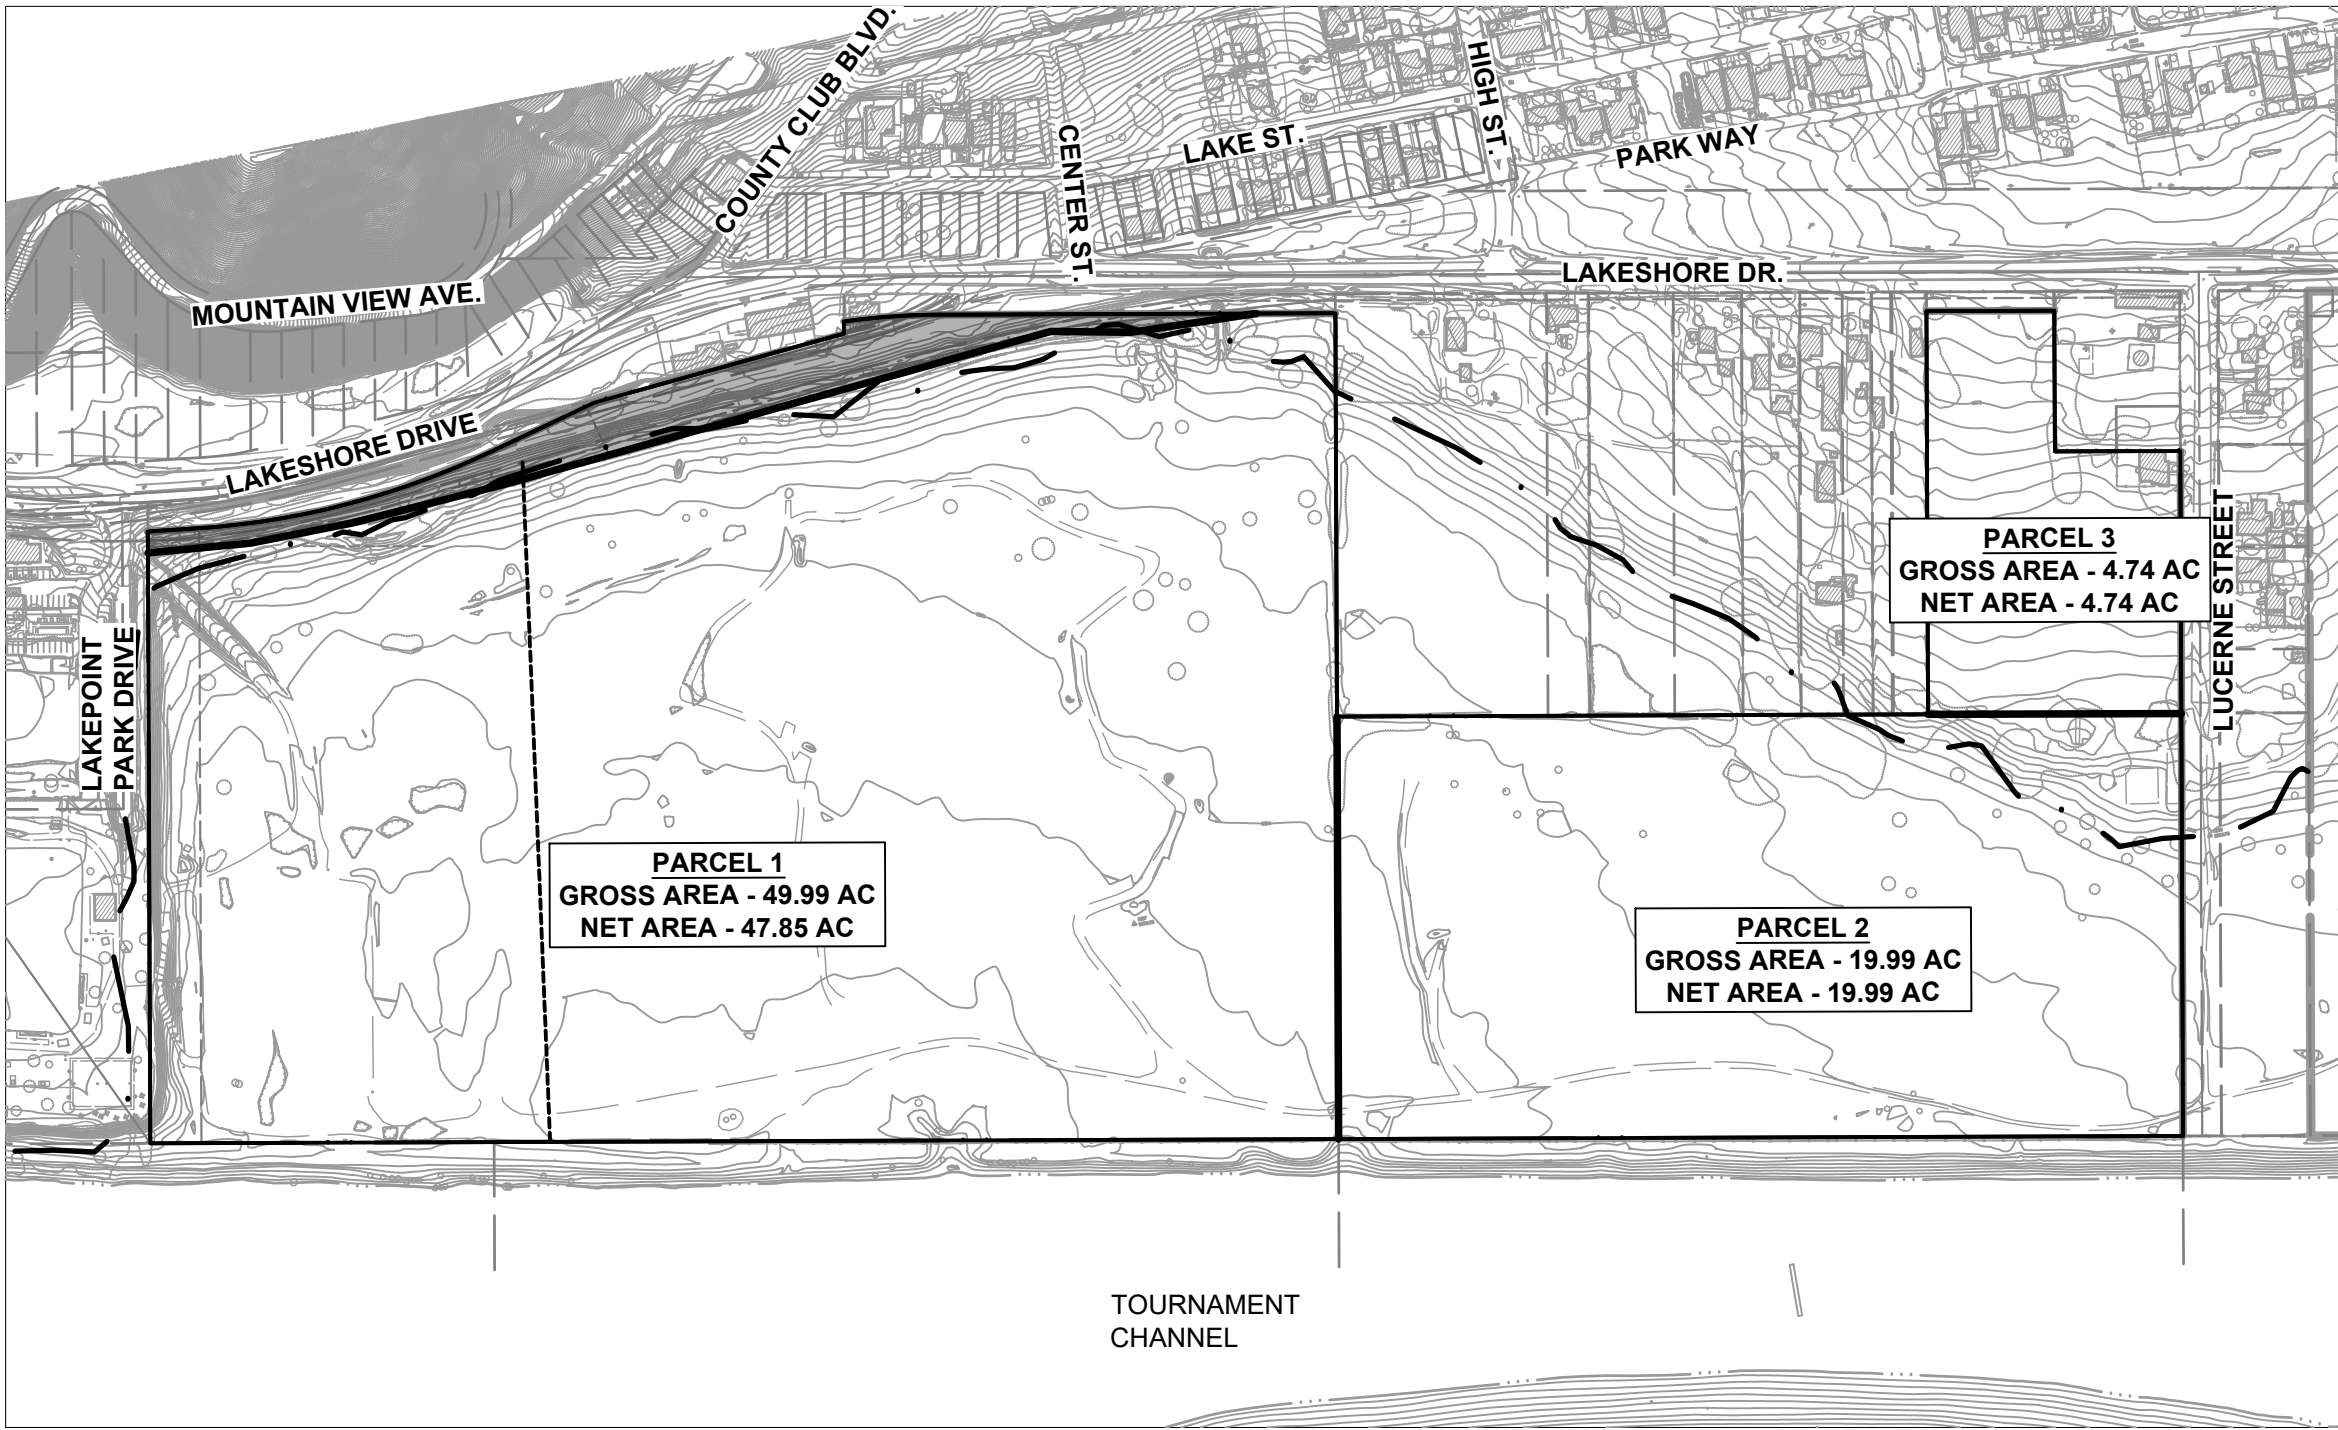 COUNTY CLUB BLVD.
HIGH ST.
CENTER ST.
LAKE ST.
PARK WAY
LAKESHORE DR.
MOUNTAIN VIEW AVE.
LAKESHORE DRIVE
LAKEPOINT
PARK DRIVE
LUCERNE STREET
PARCEL 3
GROSS AREA - 4.74 AC
NET AREA - 4.74 AC
PARCEL 1
GROSS AREA - 49.99 AC
NET AREA - 47.85 AC
PARCEL 2
GROSS AREA - 19.99 AC
NET AREA - 19.99 AC
TOURNAMENT
CHANNEL